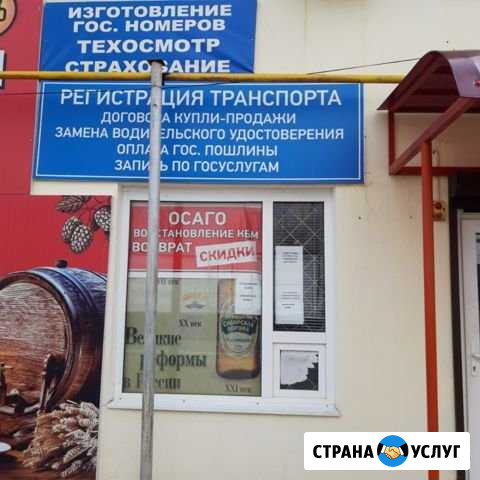 ИЗГОТОВЛЕНИЕ
ГОС. НОМЕРОВ
ТЕХОСМОТР
СТРАХОВАНИЕ
РЕГИСТРАЦИЯ ТРАНСПОРТА
ДОГОВОРА КУПЛИ-ПРОДАЖИ
ЗАМЕНА ВОДИТЕЛЬСКОГО УДОСТОВЕРЕНИЯ
ОПЛАТА ГОС. ПОШЛИНЫ
ЗАПИСЬ ПО ГОСУСЛУГАМ
ОСАГО
ВОССТАНОВЛЕНИЕ КБМ
ВОЗВРАТ
СКИДКИ
XX век
Великие
реформы
в России
XXI век
СТРАНА УСЛУГ